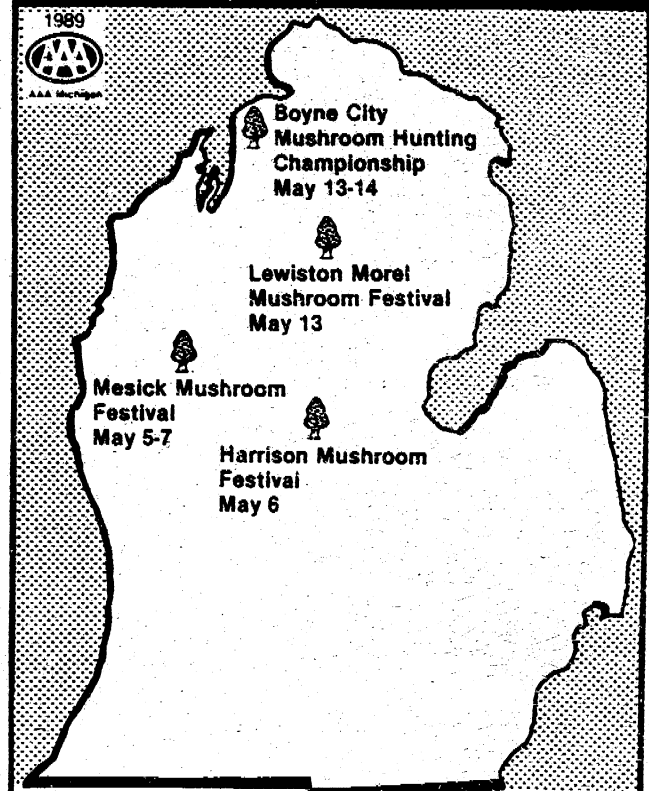 1989
AAA
AAA Michigan
Boyne City
Mushroom Hunting
Championship
May 13-14
Lewiston Morel
Mushroom Festival
May 13
Mesick Mushroom
Festival
May 5-7
Harrison Mushroom
Festival
May 6